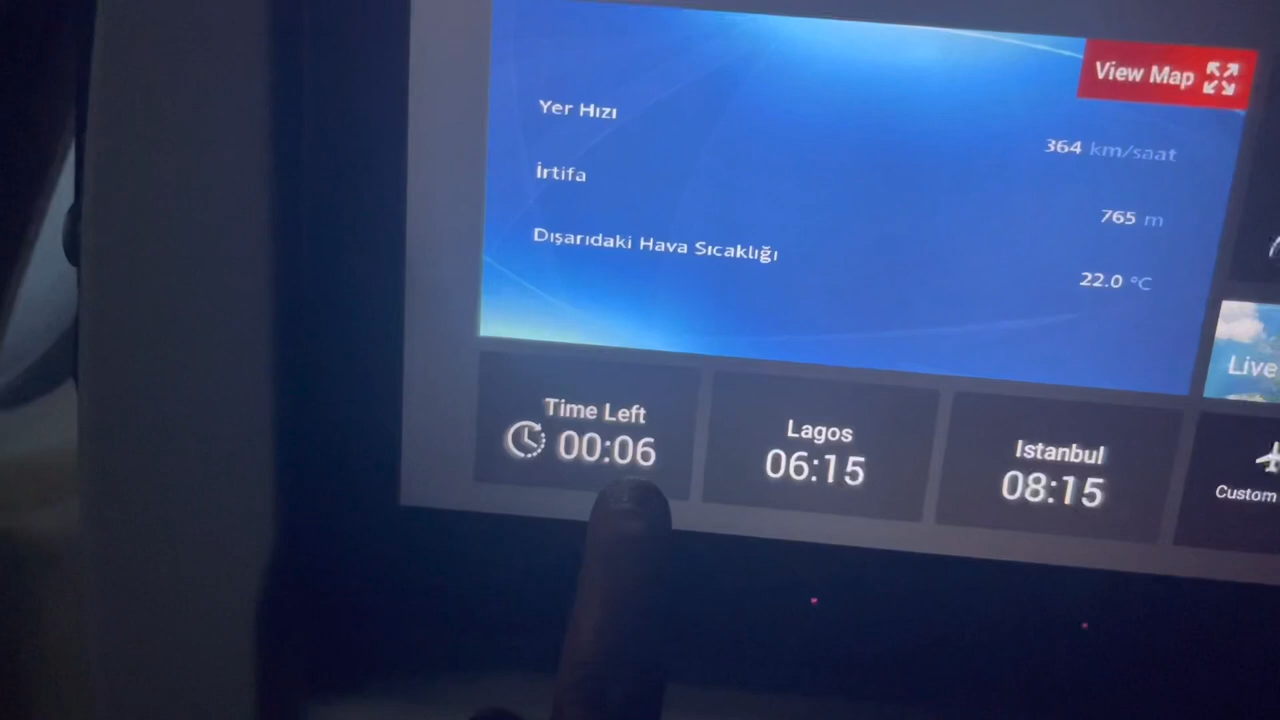 View Map
Yer Hızı
364 km/saat
İrtifa
765 m
Dışarıdaki Hava Sıcaklığı
22.0 °C
Live
Time Left
00:06
Lagos
06:15
Istanbul
08:15
Custom